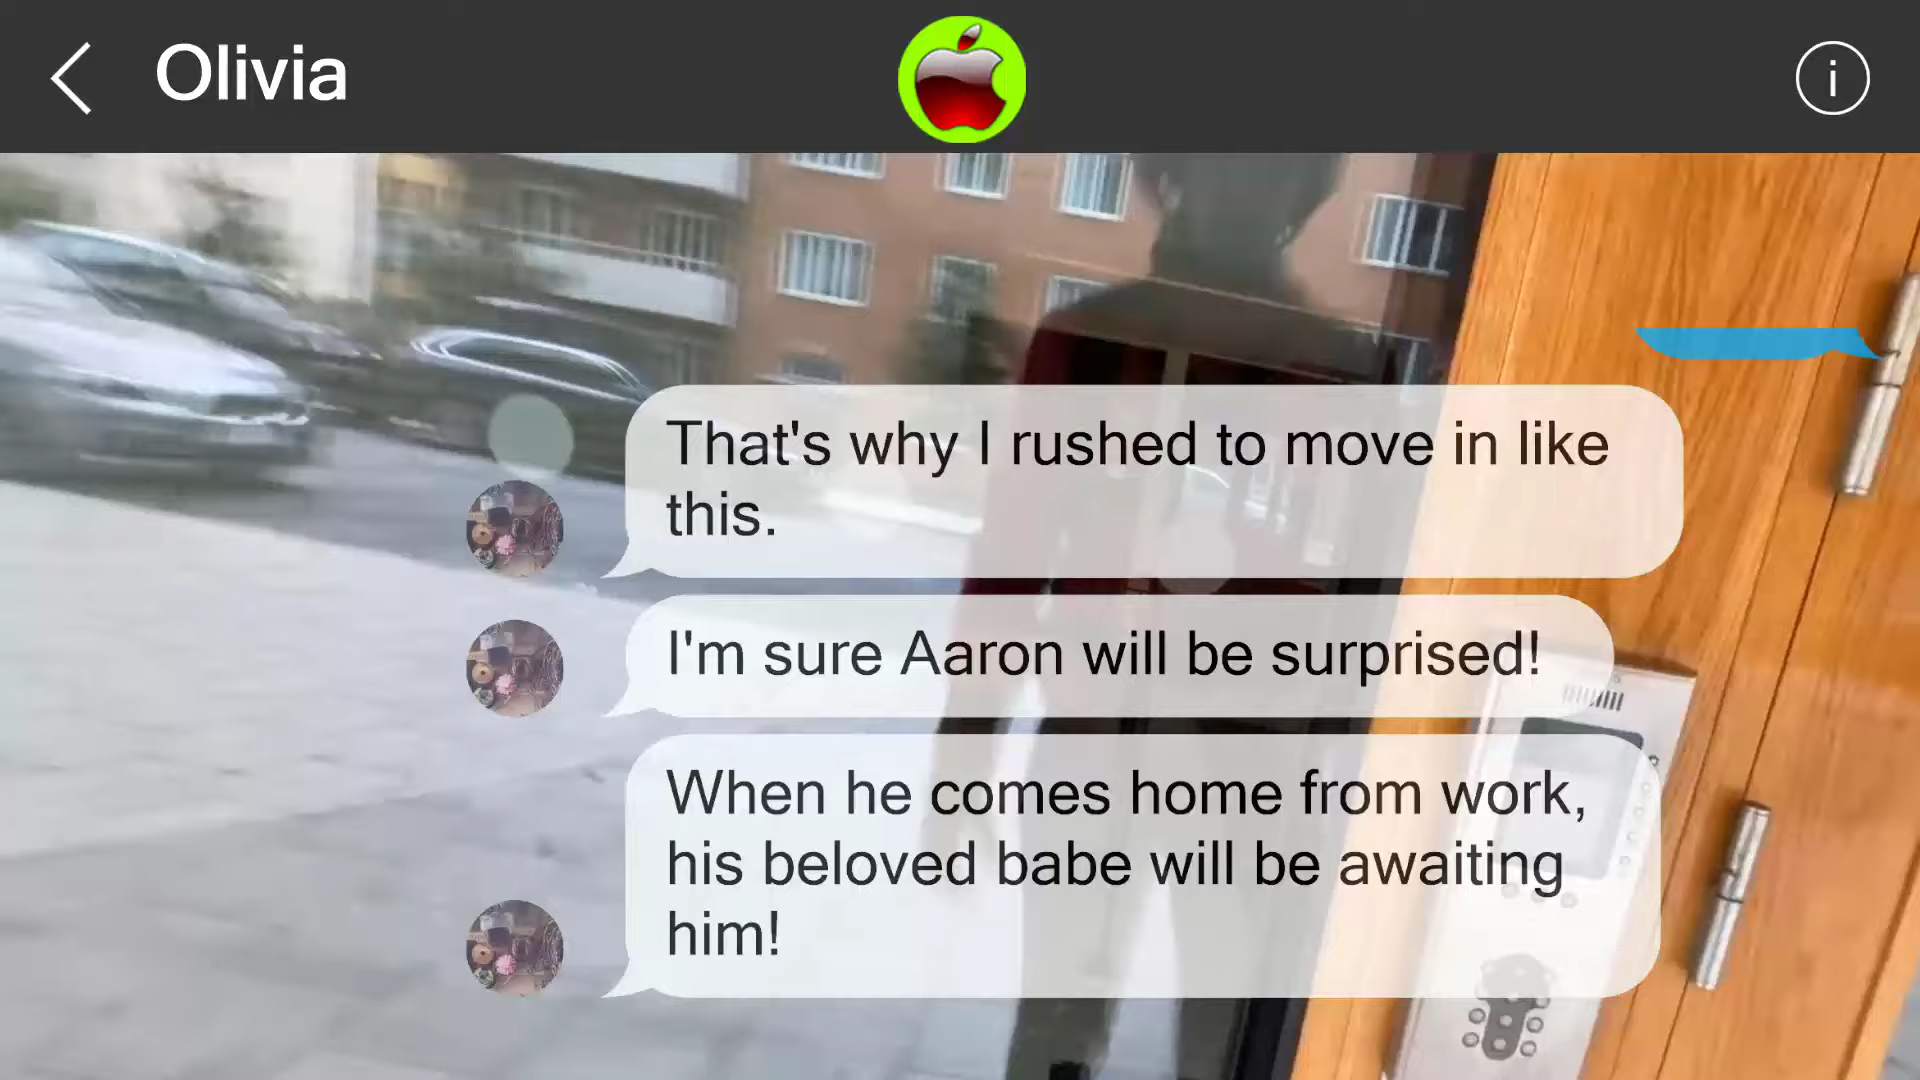 Olivia
i
That's why I rushed to move in like
this.
I'm sure Aaron will be surprised!
When he comes home from work,
his beloved babe will be awaiting
him!